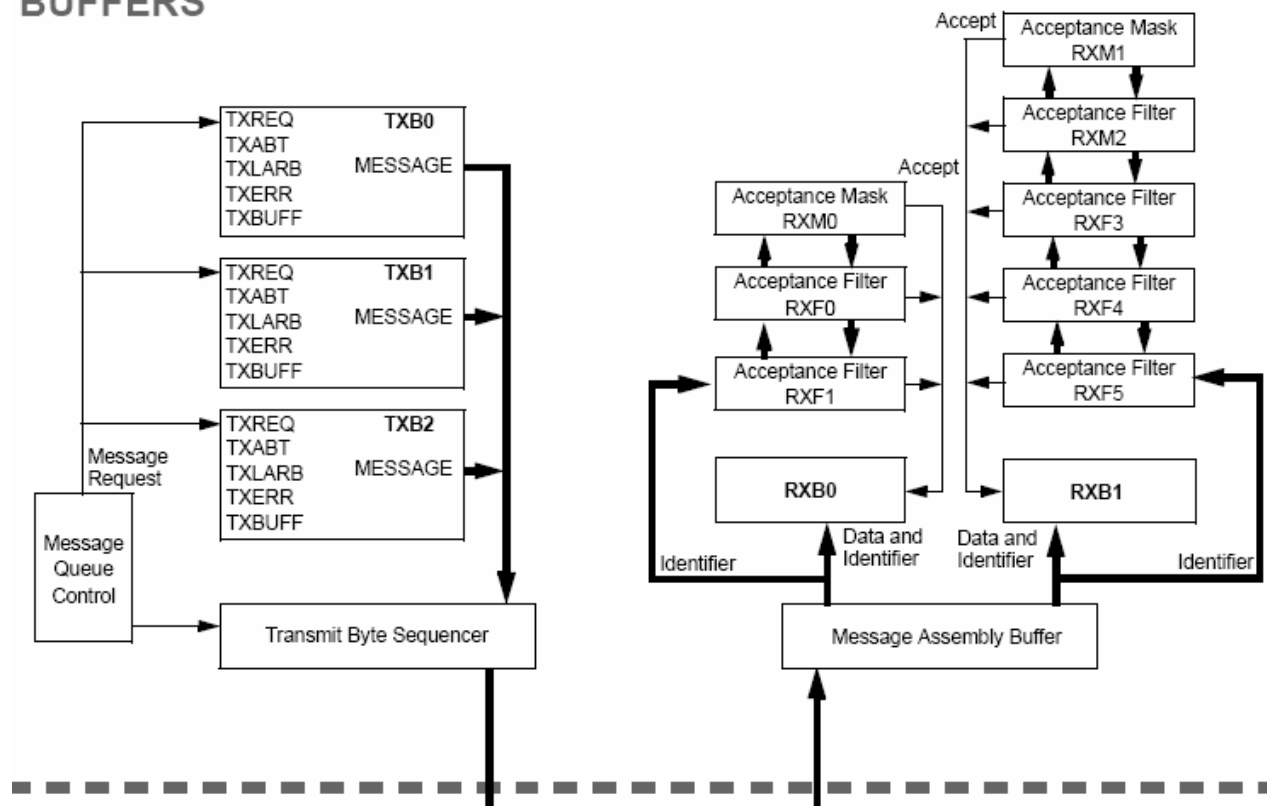 BUFFERS
TXREQ TXB0
TXABT
TXLARB MESSAGE
TXERR
TXBUFF
TXREQ TXB1
TXABT
TXLARB MESSAGE
TXERR
TXBUFF
TXREQ TXB2
TXABT
TXLARB MESSAGE
TXERR
TXBUFF
Message
Request
Message
Queue
Control
Transmit Byte Sequencer
Accept
Acceptance Mask
RXM1
Acceptance Filter
RXM2
Accept
Acceptance Mask
RXM0
Acceptance Filter
RXF3
Acceptance Filter
RXF0
Acceptance Filter
RXF4
Acceptance Filter
RXF1
Acceptance Filter
RXF5
RXB0
RXB1
Identifier
Data and
Identifier
Data and
Identifier
Identifier
Message Assembly Buffer